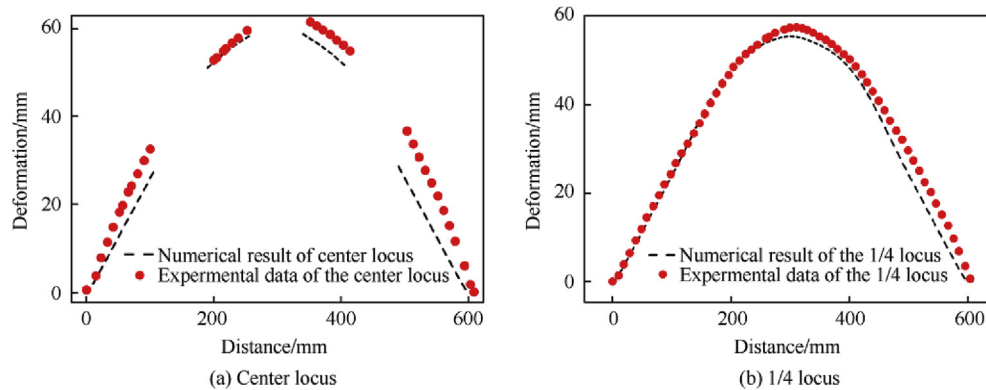 60
40
20
0
Deformation/mm
Numerical result of center locus
Expermental data of the center locus
0
200
400
600
Distance/mm
(a) Center locus
60
40
20
0
Deformation/mm
Numerical result of the 1/4 locus
Expermental data of the 1/4 locus
0
200
400
600
Distance/mm
(b) 1/4 locus